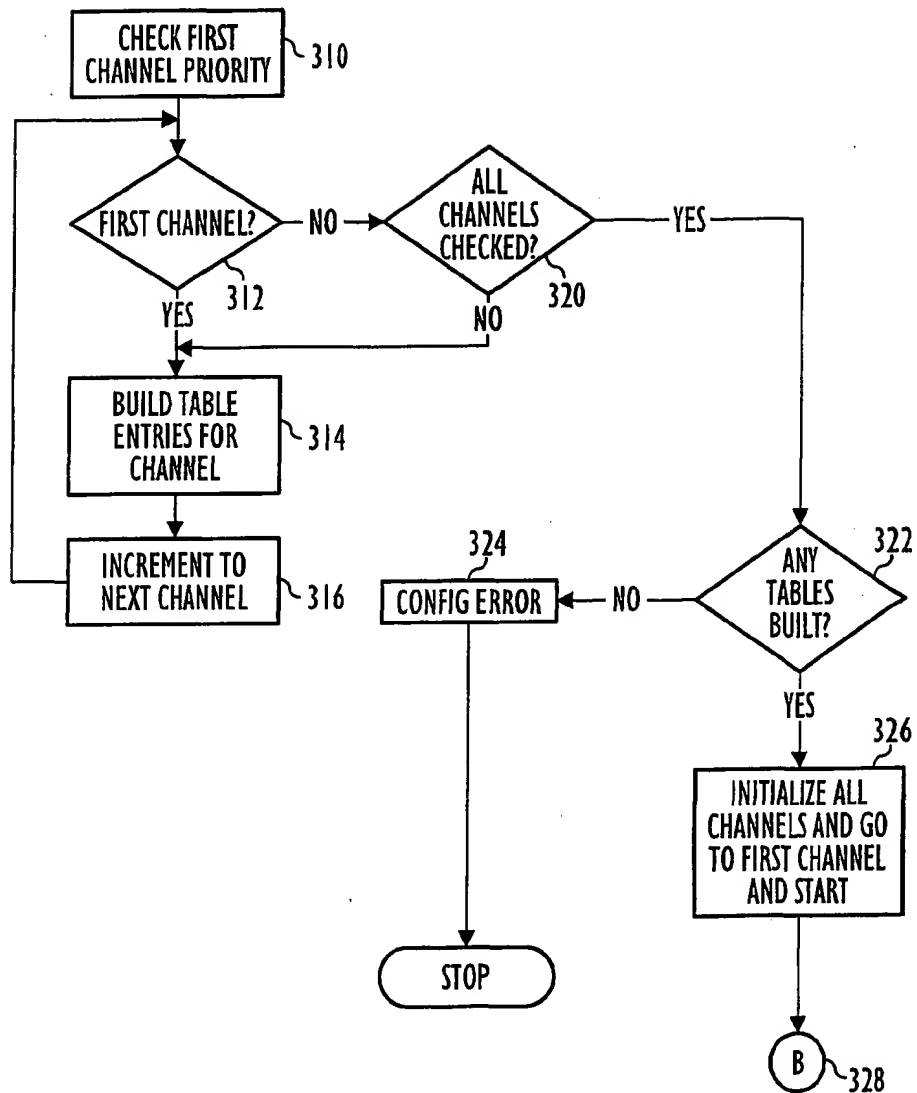 CHECK FIRST
CHANNEL PRIORITY
310
FIRST CHANNEL?
312
NO
ALL
CHANNELS
CHECKED?
320
YES
YES
NO
BUILD TABLE
ENTRIES FOR
CHANNEL
314
INCREMENT TO
NEXT CHANNEL
316
324
CONFIG ERROR
NO
ANY
TABLES
BUILT?
322
YES
326
INITIALIZE ALL
CHANNELS AND GO
TO FIRST CHANNEL
AND START
STOP
B
328